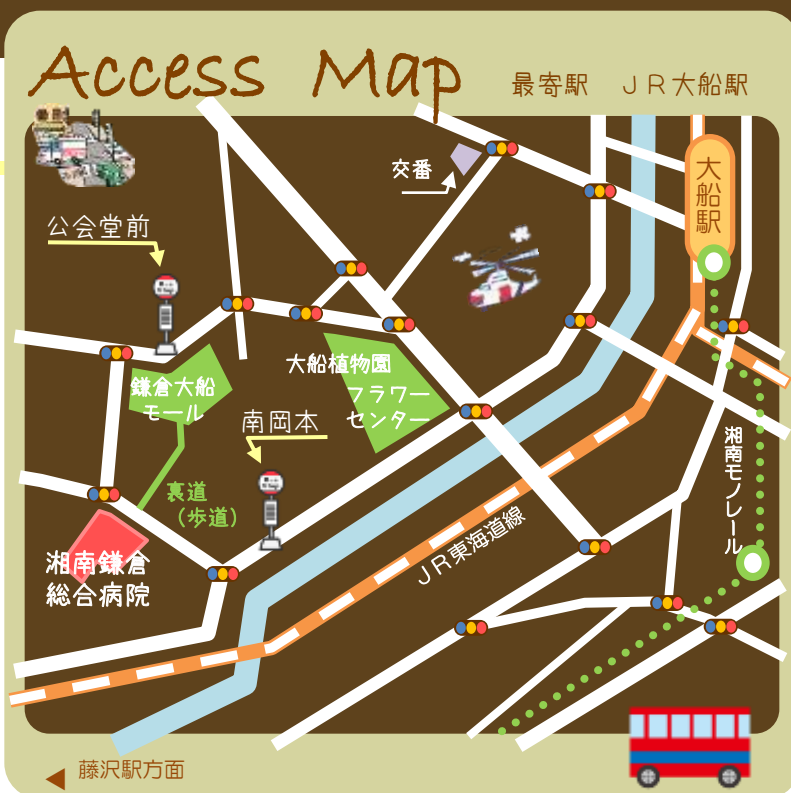 Access Map
最寄駅 JR大船駅
大船駅
交番
公会堂前
大船植物園
フラワー
センター
鎌倉大船
モール
南岡本
裏道
(歩道)
湘南モノレール
湘南鎌倉
総合病院
JR東海道線
藤沢駅方面